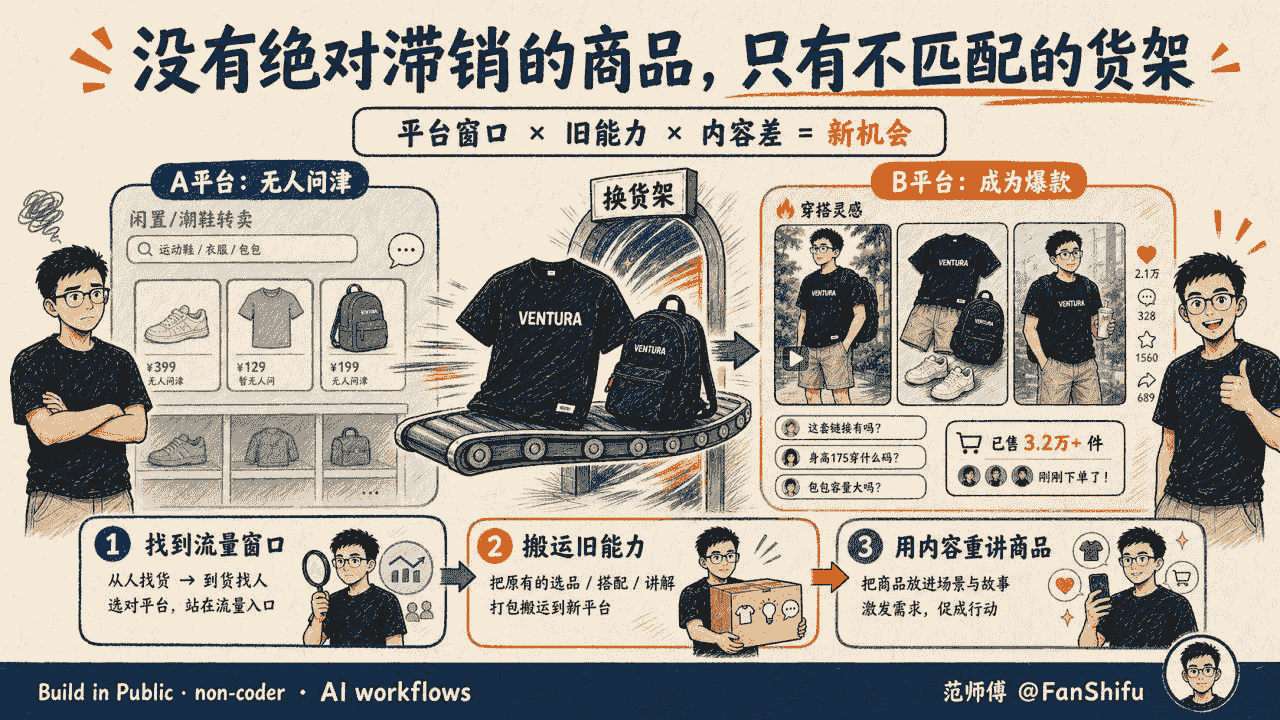 没有绝对滞销的商品，只有不匹配的货架
平台窗口 × 旧能力 × 内容差 = 新机会
A平台：无人问津
闲置/潮鞋转卖
运动鞋 / 衣服 / 包包
VENTURA
¥399
无人问津
¥129
暂无人问
¥199
无人问津
换货架
VENTURA
VENTURA
B平台：成为爆款
穿搭灵感
VENTURA
VENTURA
VENTURA
VENTURA
2.1万
328
1560
689
这套链接有吗？
身高175穿什么码？
包包容量大吗？
已售 3.2万+ 件
刚刚下单了！
1 找到流量窗口
从人找货 → 到货找人
选对平台，站在流量入口
2 搬运旧能力
把原有的选品 / 搭配 / 讲解
打包搬运到新平台
3 用内容重讲商品
把商品放进场景与故事
激发需求，促成行动
Build in Public · non-coder · AI workflows
范师傅 @FanShifu